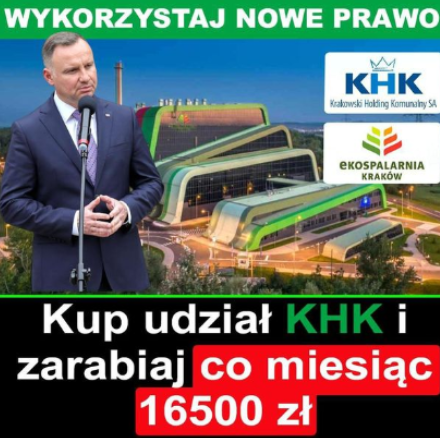 WYKORZYSTAJ NOWE PRAWO
KHK
Krakowski Holding Komunalny SA
eKOSPALARNIA
KRAKÓW
Kup udział KHK i
zarabiaj co miesiąc
16500 zł